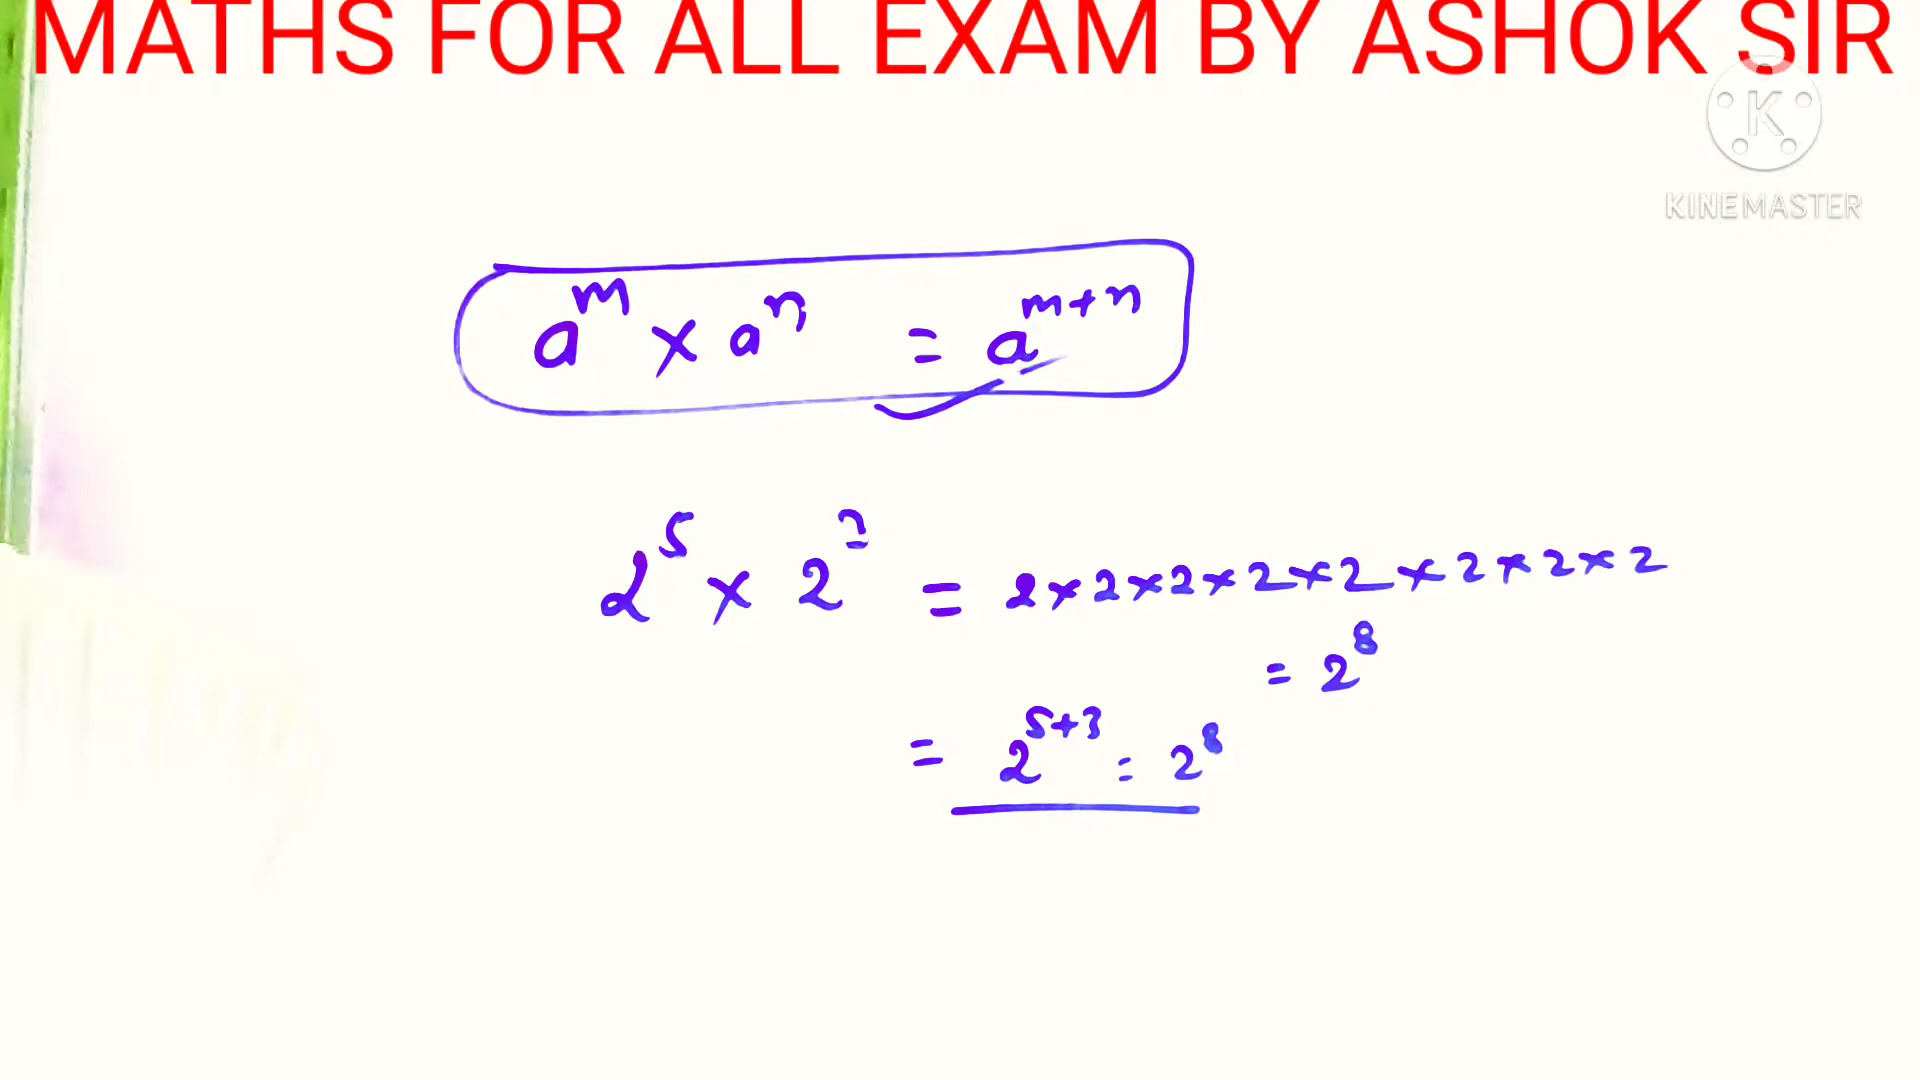 MATHS FOR ALL EXAM BY ASHOK SIR
K
KINEMASTER
a^m × a^n = a^{m+n}
2^5 × 2^3 = 2×2×2×2×2×2×2×2
= 2^8
= 2^{5+3} = 2^8